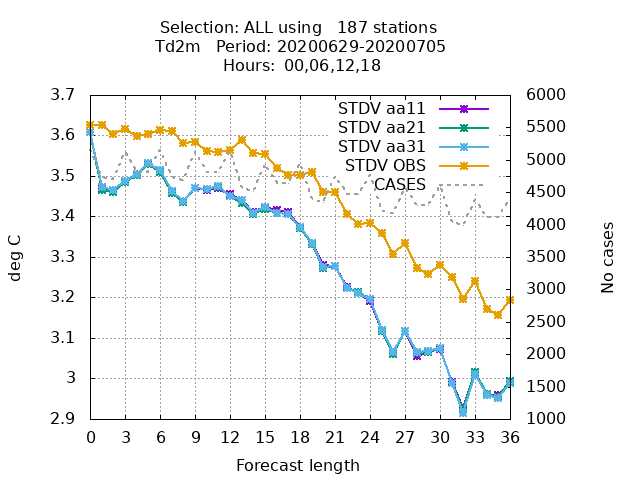 Selection: ALL using   187 stations
Td2m   Period: 20200629-20200705
Hours:  00,06,12,18
3.7
3.6
3.5
3.4
3.3
3.2
3.1
3
2.9
6000
5500
5000
4500
4000
3500
3000
2500
2000
1500
1000
STDV aa11
STDV aa21
STDV aa31
STDV OBS
CASES
deg C
No cases
0 3 6 9 12 15 18 21 24 27 30 33 36
Forecast length